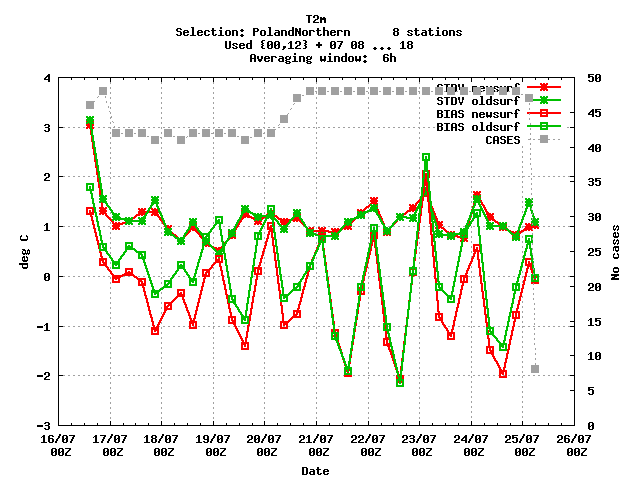 T2m
Selection: PolandNorthern 8 stations
Used {00,12} + 07 08 ... 18
Averaging window: 6h
STDV newsurf
STDV oldsurf
BIAS newsurf
BIAS oldsurf
CASES
4
3
2
1
0
-1
-2
-3
deg C
50
45
40
35
30
25
20
15
10
5
0
No cases
16/07 17/07 18/07 19/07 20/07 21/07 22/07 23/07 24/07 25/07 26/07
00Z 00Z 00Z 00Z 00Z 00Z 00Z 00Z 00Z 00Z 00Z
Date